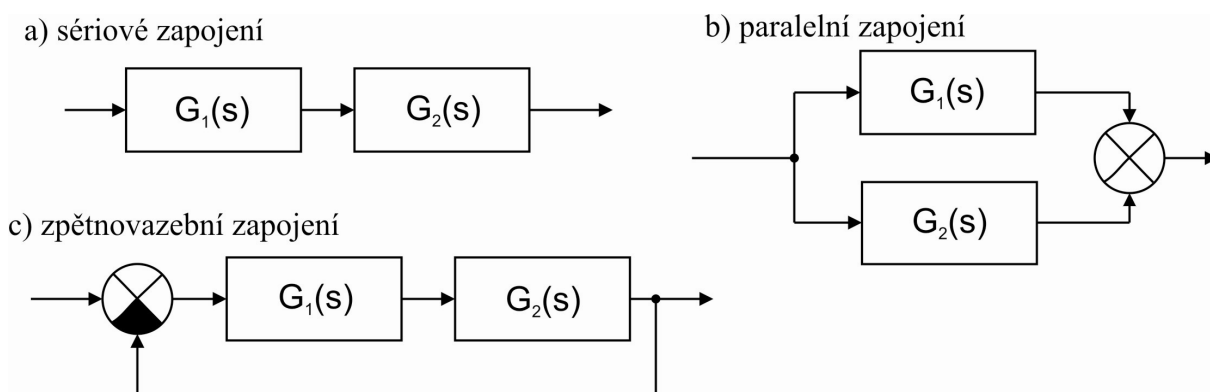 a) sériové zapojení
G₁(s)
G₂(s)
b) paralelní zapojení
G₁(s)
G₂(s)
c) zpětnovazební zapojení
G₁(s)
G₂(s)